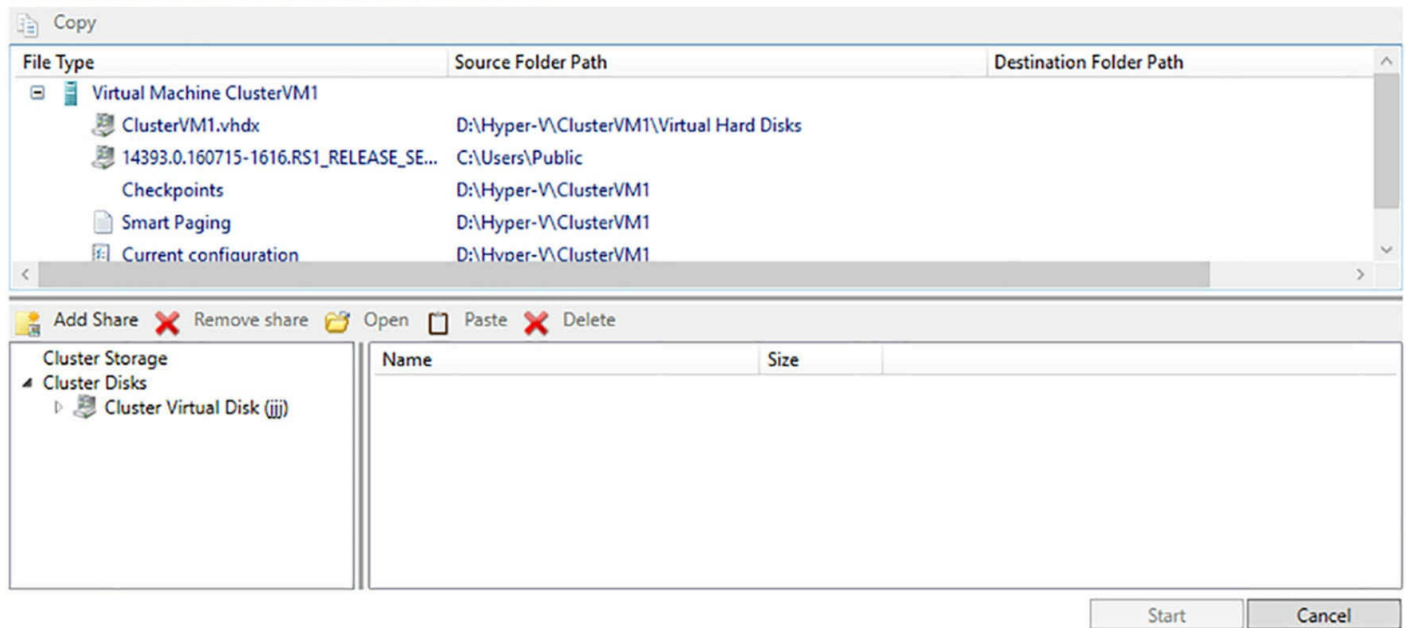 Copy
File Type Source Folder Path Destination Folder Path
Virtual Machine ClusterVM1
ClusterVM1.vhdx D:\Hyper-V\ClusterVM1\Virtual Hard Disks
14393.0.160715-1616.RS1_RELEASE_SE... C:\Users\Public
Checkpoints D:\Hyper-V\ClusterVM1
Smart Paging D:\Hyper-V\ClusterVM1
Current configuration D:\Hyper-V\ClusterVM1
Add Share Remove share Open Paste Delete
Cluster Storage Name Size
Cluster Disks
Cluster Virtual Disk (jjj)
Start Cancel